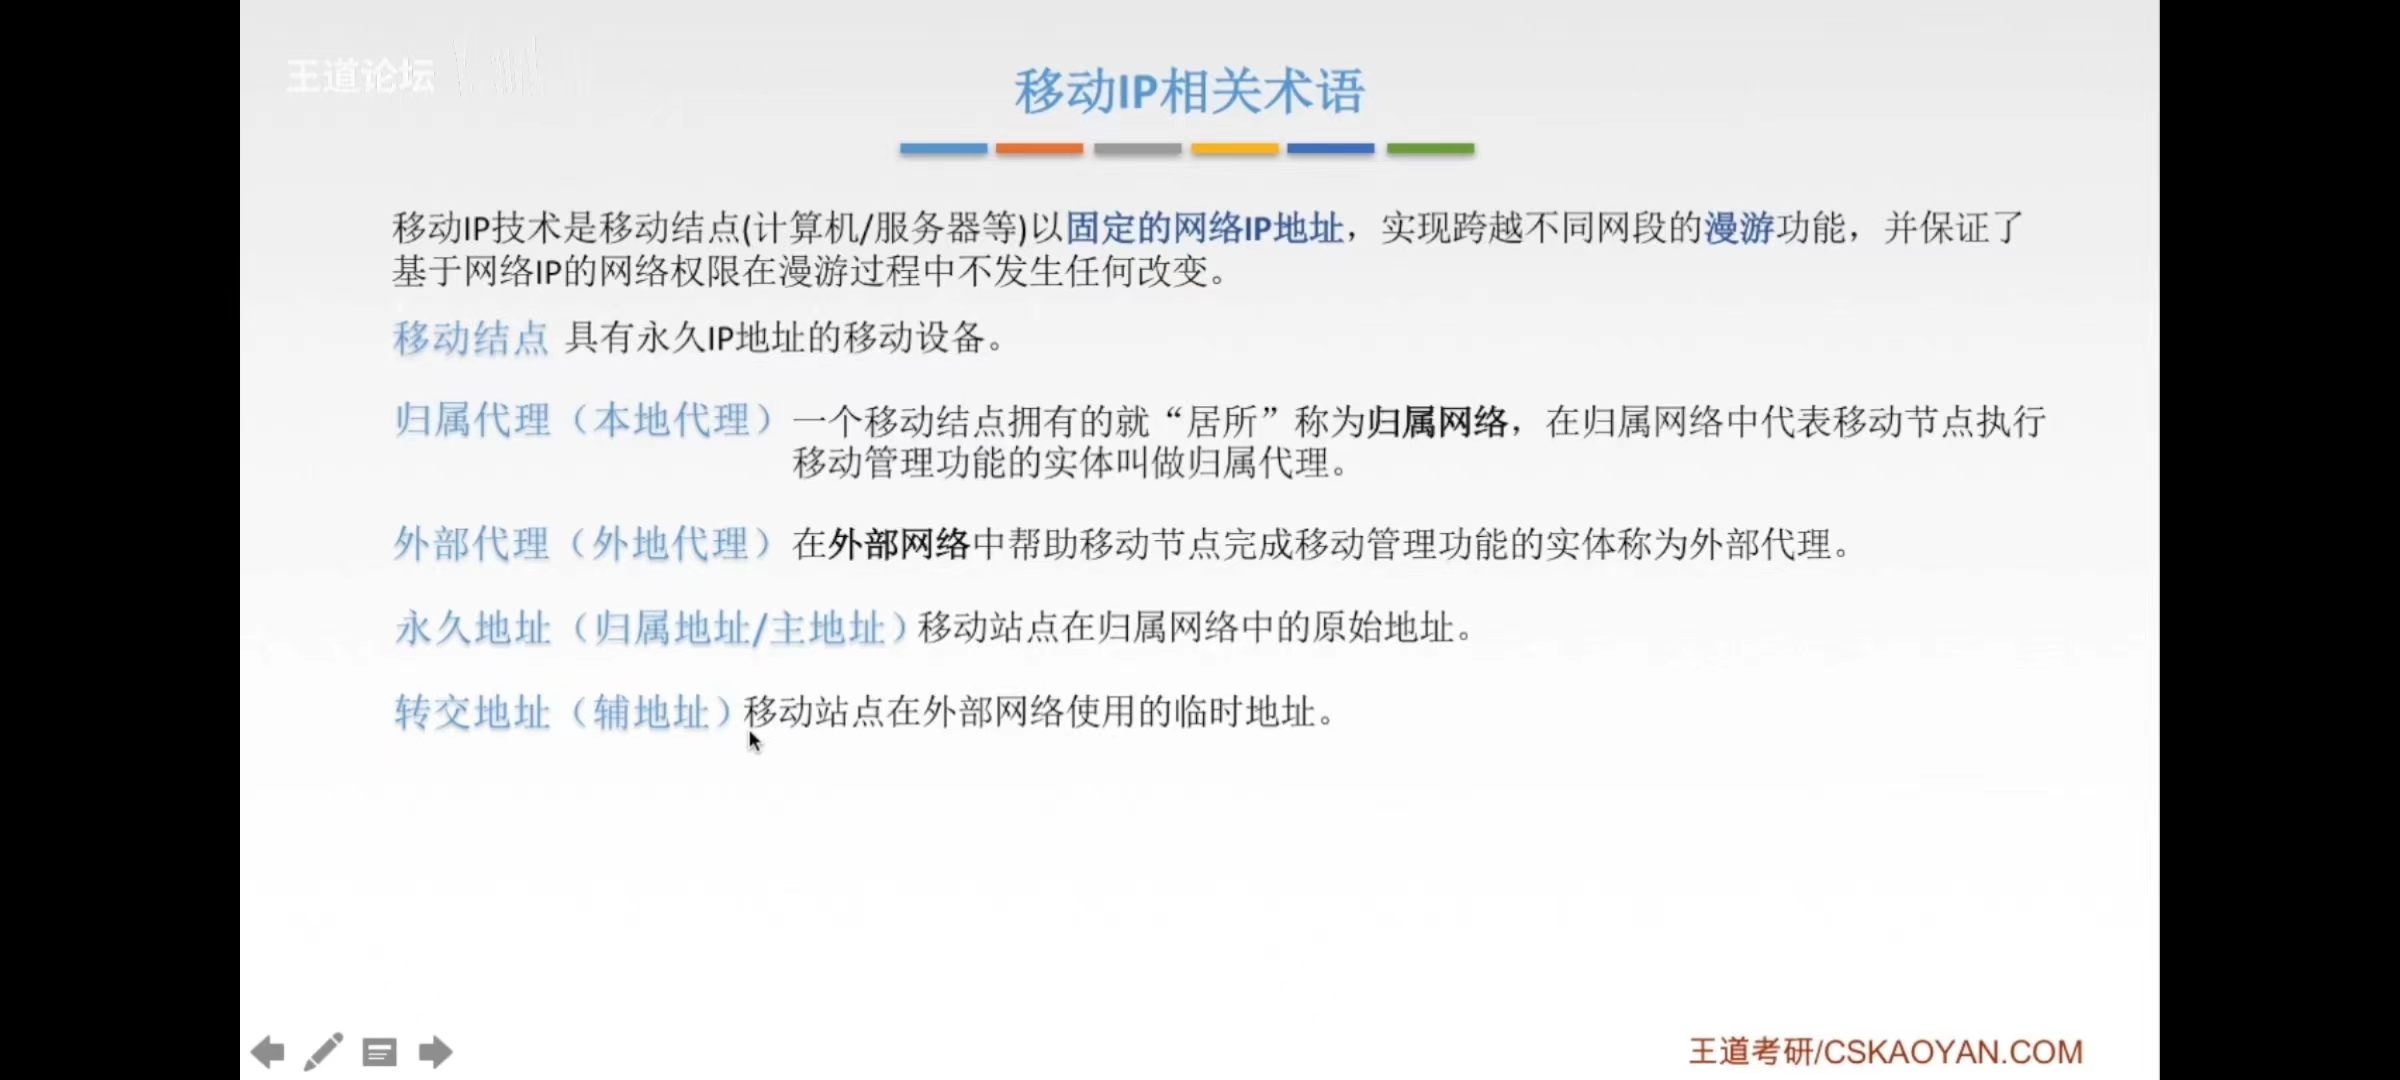 王道论坛
移动IP相关术语
移动IP技术是移动结点(计算机/服务器等)以固定的网络IP地址，实现跨越不同网段的漫游功能，并保证了
基于网络IP的网络权限在漫游过程中不发生任何改变。
移动结点 具有永久IP地址的移动设备。
归属代理（本地代理）一个移动结点拥有的就“居所”称为归属网络，在归属网络中代表移动节点执行
移动管理功能的实体叫做归属代理。
外部代理（外地代理）在外部网络中帮助移动节点完成移动管理功能的实体称为外部代理。
永久地址（归属地址/主地址）移动站点在归属网络中的原始地址。
转交地址（辅地址）移动站点在外部网络使用的临时地址。
王道考研/CSKAOYAN.COM